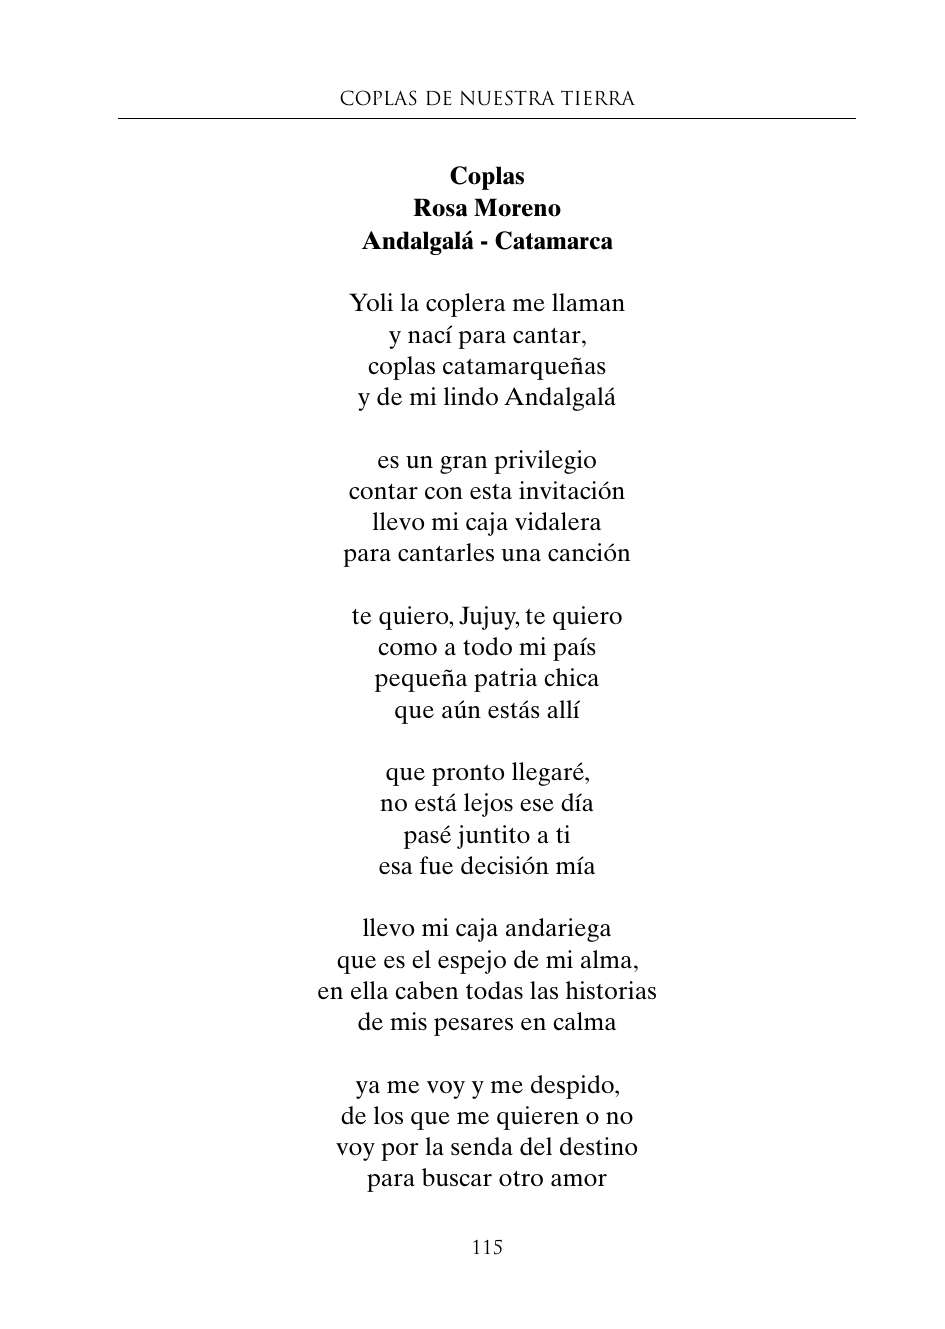 COPLAS DE NUESTRA TIERRA
Coplas
Rosa Moreno
Andalgalá - Catamarca
Yoli la coplera me llaman
y nací para cantar,
coplas catamarqueñas
y de mi lindo Andalgalá
es un gran privilegio
contar con esta invitación
llevo mi caja vidalera
para cantarles una canción
te quiero, Jujuy, te quiero
como a todo mi país
pequeña patria chica
que aún estás allí
que pronto llegaré,
no está lejos ese día
pasé juntito a ti
esa fue decisión mía
llevo mi caja andariega
que es el espejo de mi alma,
en ella caben todas las historias
de mis pesares en calma
ya me voy y me despido,
de los que me quieren o no
voy por la senda del destino
para buscar otro amor
115